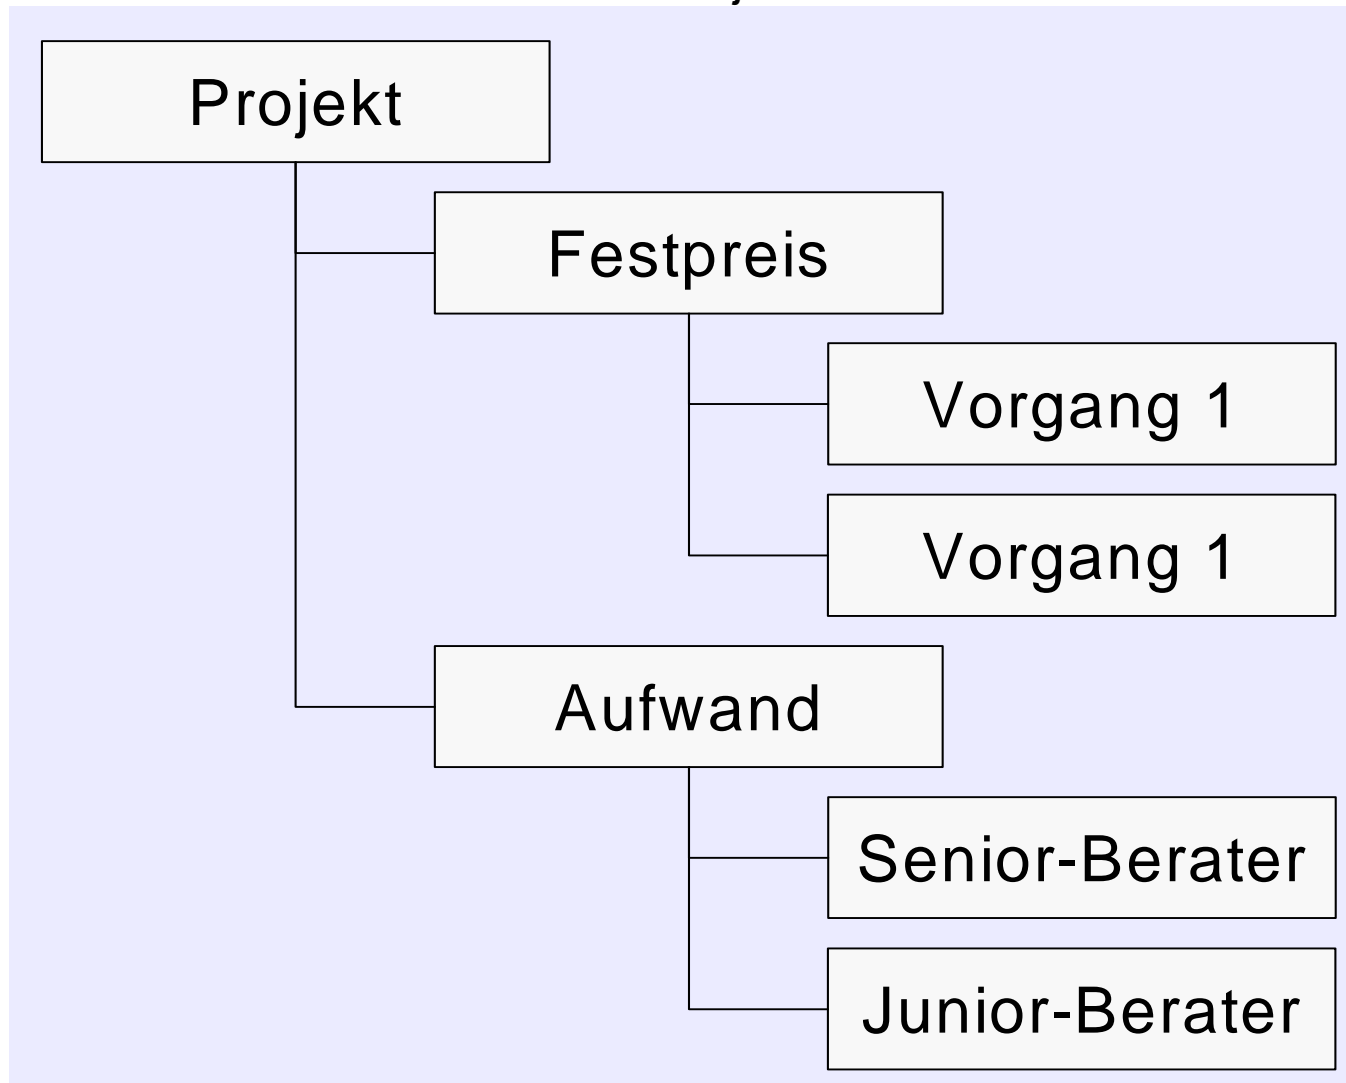 Projekt
Festpreis
Vorgang 1
Vorgang 1
Aufwand
Senior-Berater
Junior-Berater